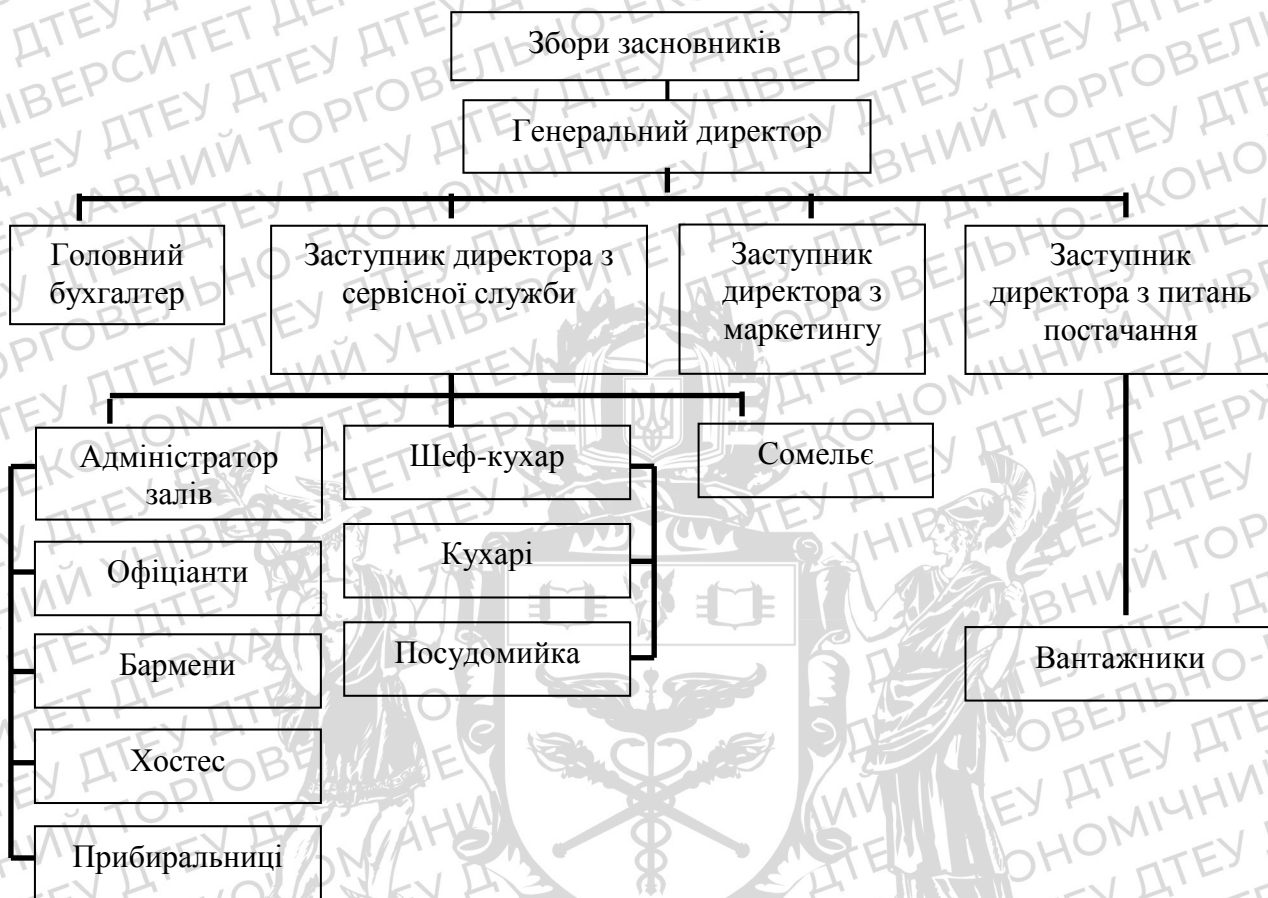 Збори засновників
Генеральний директор
Головний
бухгалтер
Заступник директора з
сервісної служби
Заступник
директора з
маркетингу
Заступник
директора з питань
постачання
Адміністратор
залів
Шеф-кухар
Сомельє
Офіціанти
Кухарі
Бармени
Посудомийка
Вантажники
Хостес
Прибиральниці